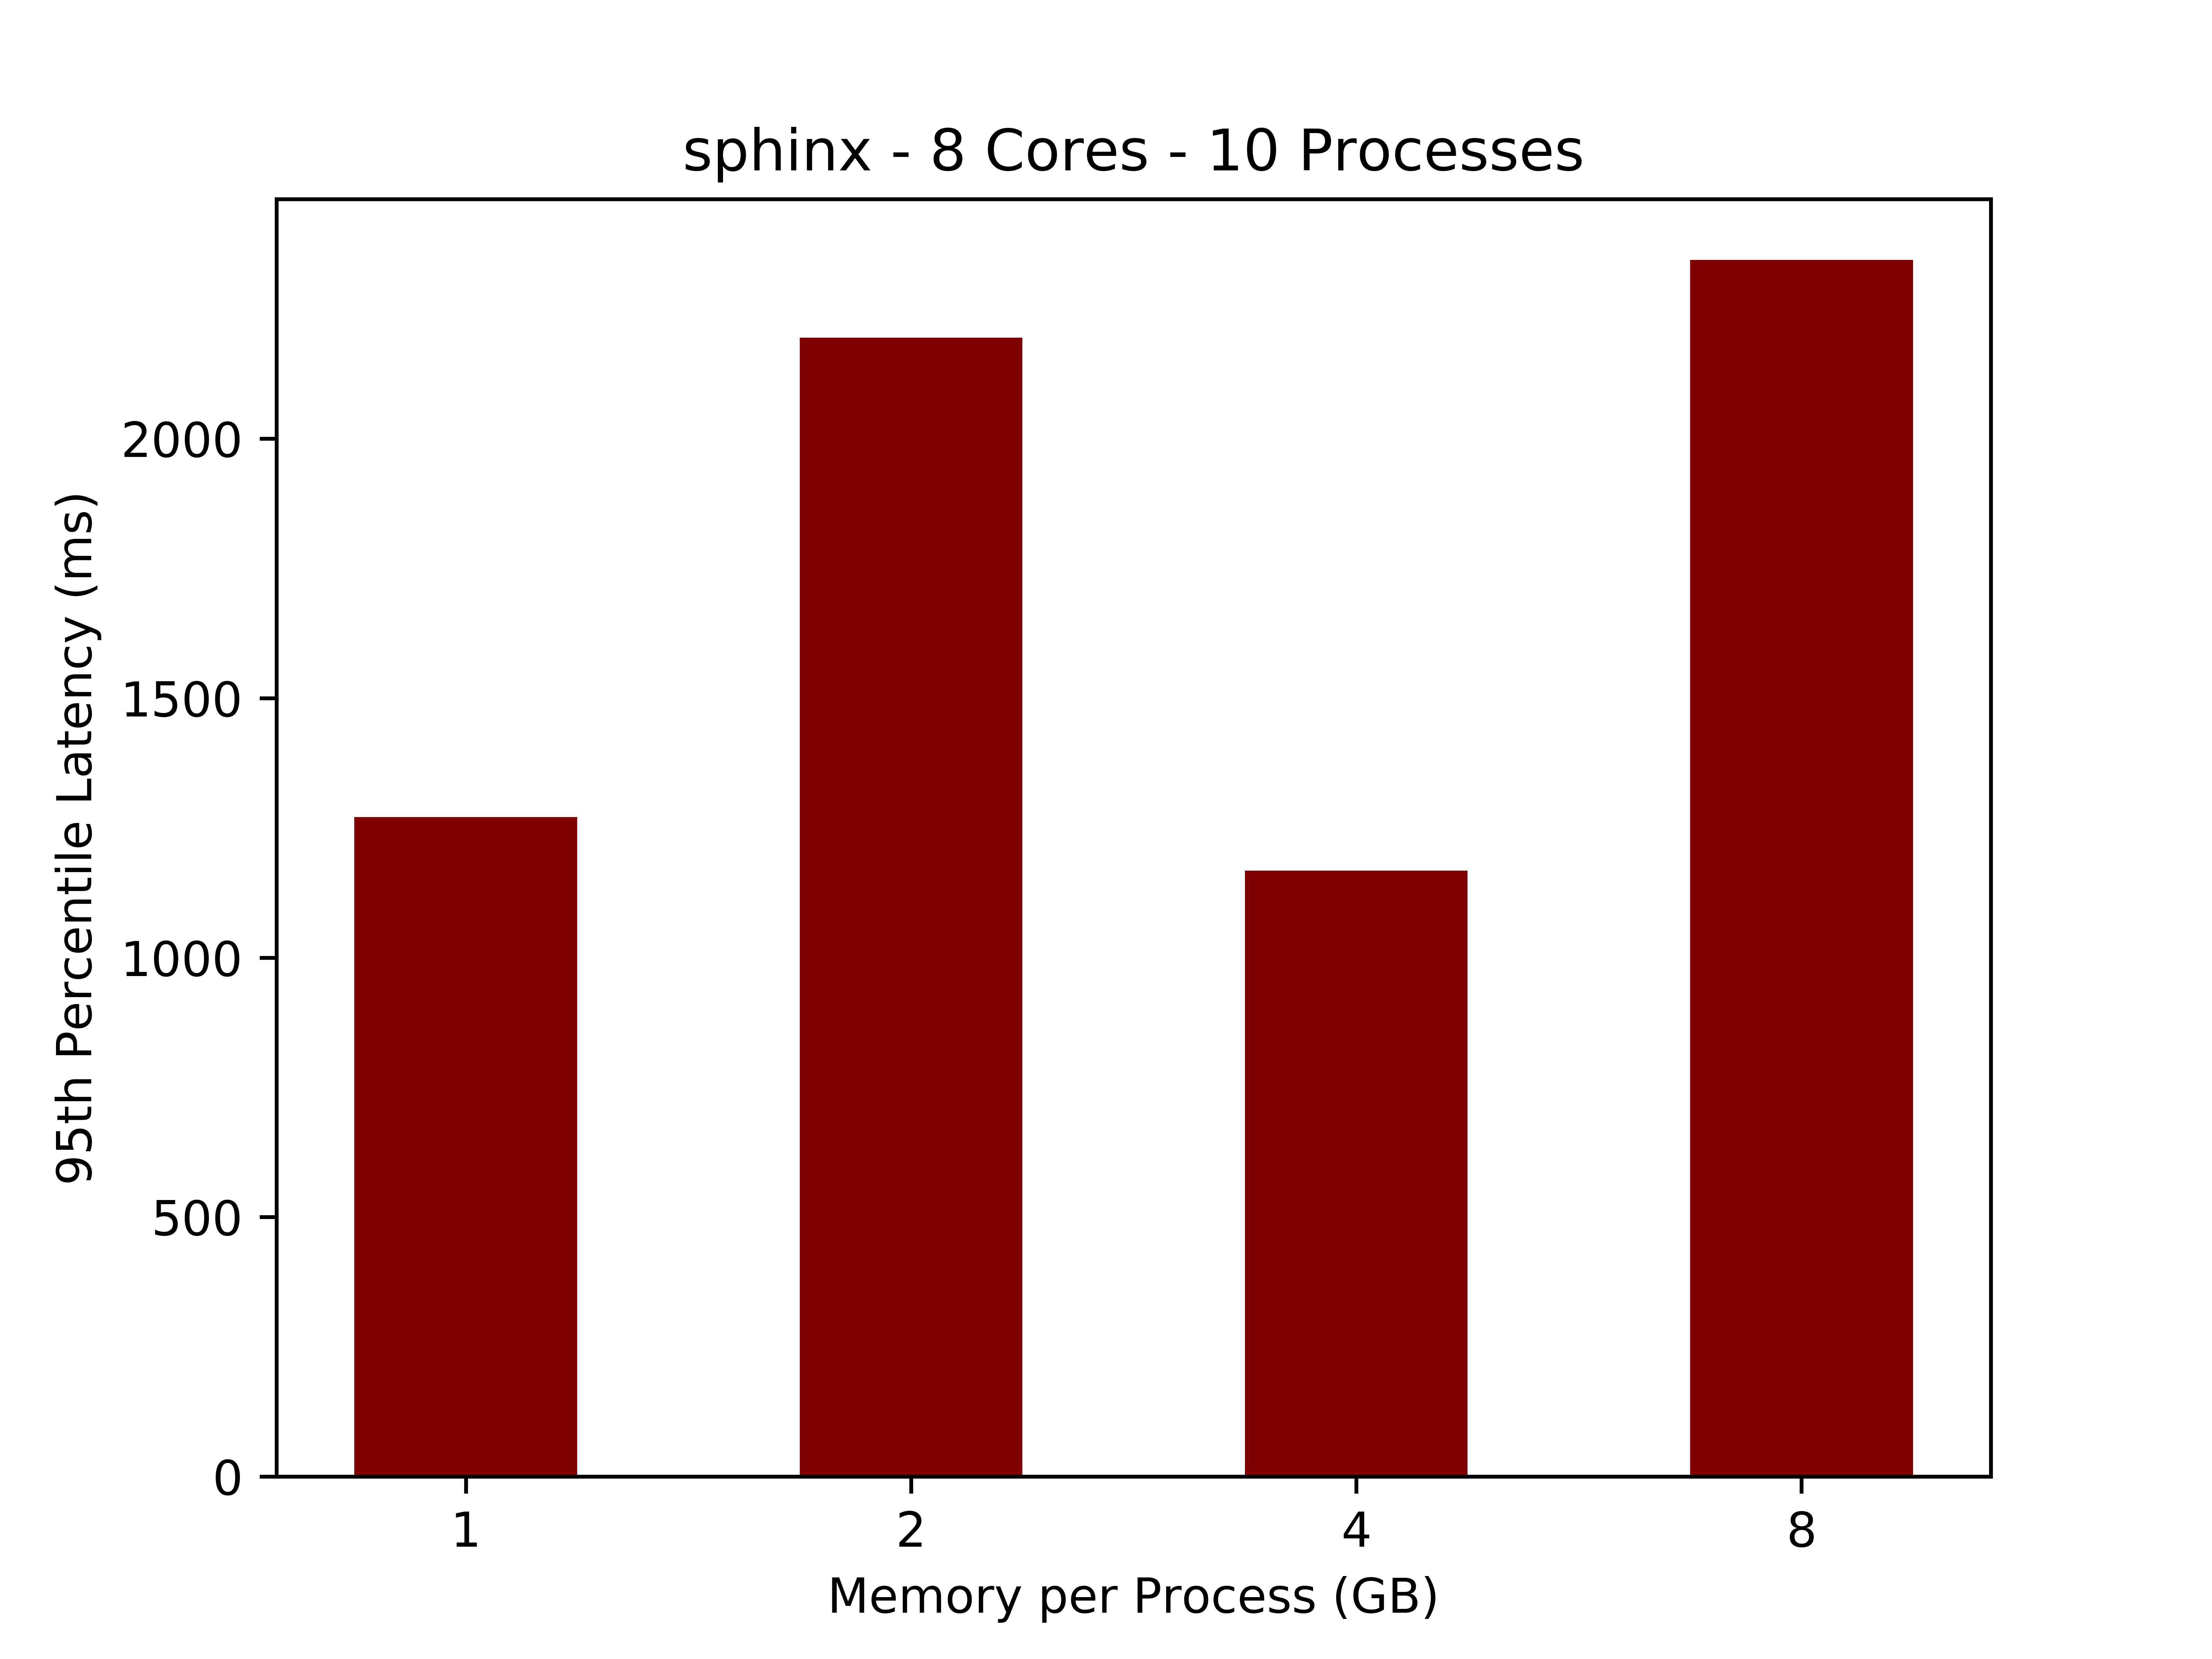 sphinx - 8 Cores - 10 Processes
95th Percentile Latency (ms)
2000
1500
1000
500
0
1 2 4 8
Memory per Process (GB)